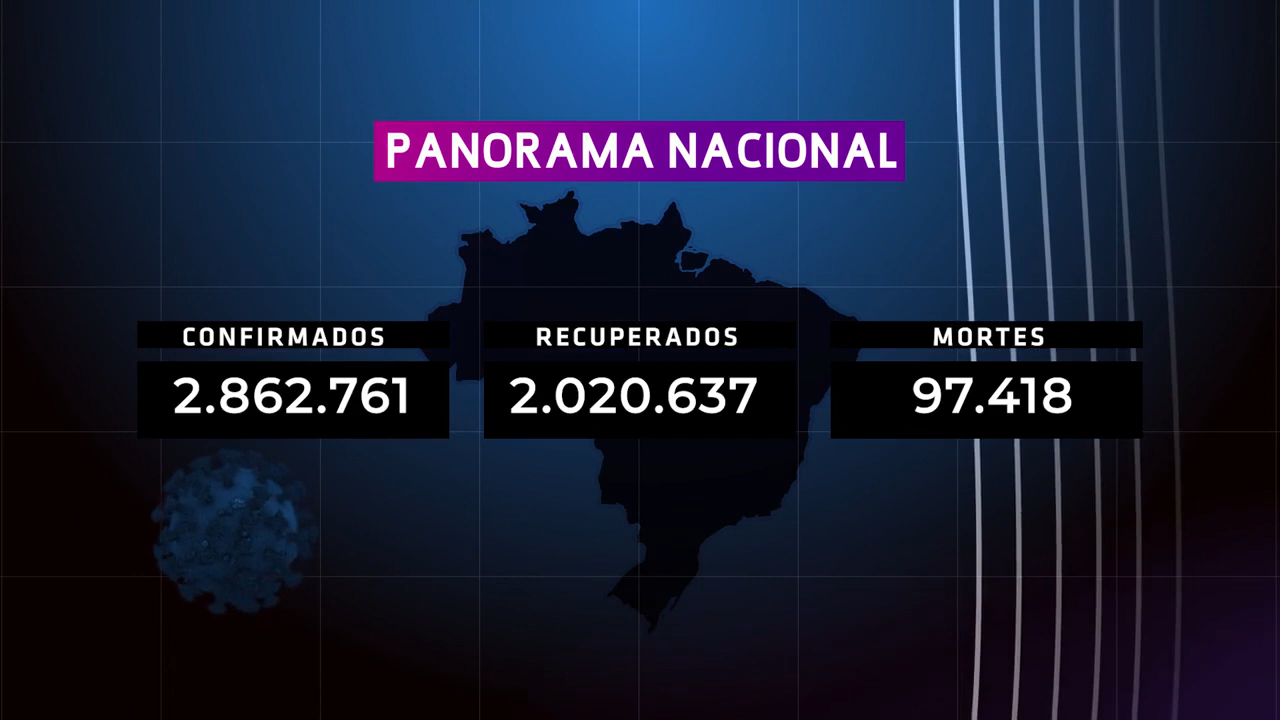 PANORAMA NACIONAL
CONFIRMADOS
2.862.761
RECUPERADOS
2.020.637
MORTES
97.418